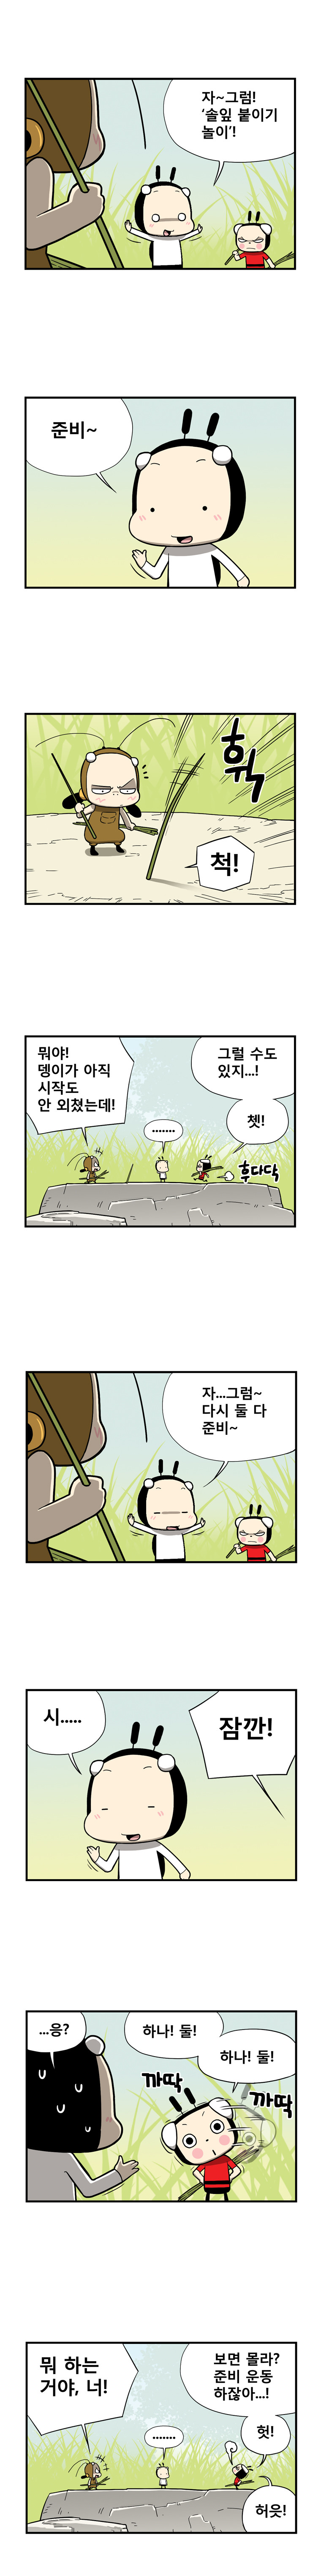 자~그럼!
‘솔잎 붙이기
놀이’!
준비~
휙
척!
뭐야!
뎅이가 아직
시작도
안 외쳤는데!
그럴 수도
있지...!
쳇!
.......
후다닥
자...그럼~
다시 둘 다
준비~
시.....
잠깐!
...응?
하나! 둘!
하나! 둘!
까딱
까딱
뭐 하는
거야, 너!
보면 몰라?
준비 운동
하잖아...!
.......
헛!
허읏!